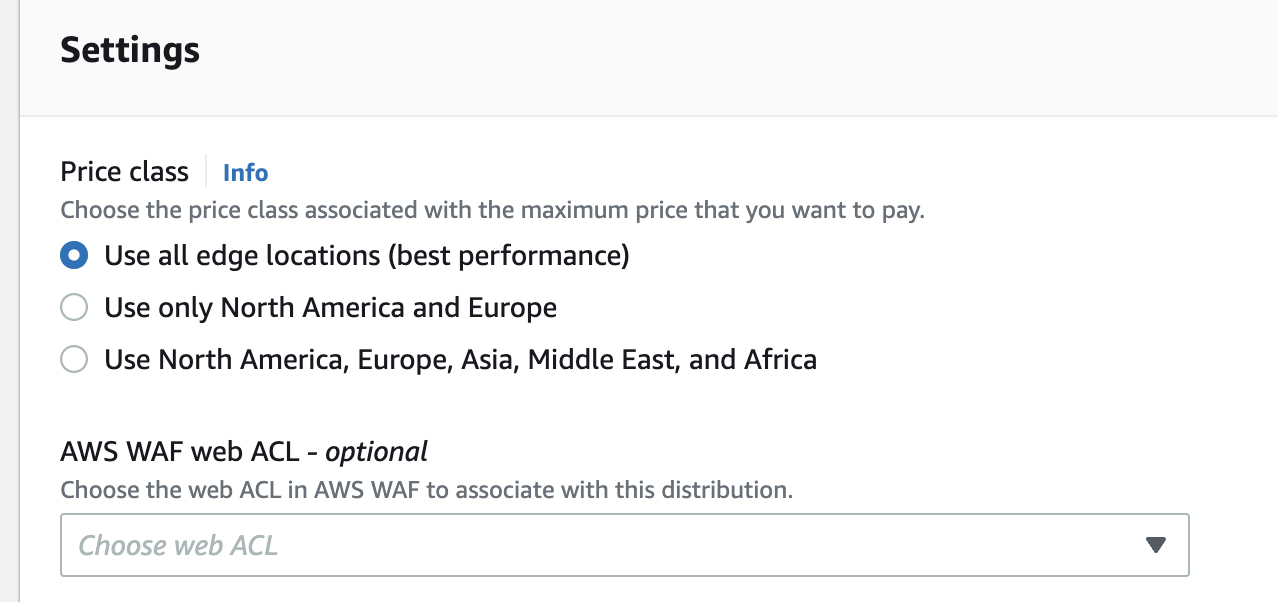 Settings
Price class Info
Choose the price class associated with the maximum price that you want to pay.
Use all edge locations (best performance)
Use only North America and Europe
Use North America, Europe, Asia, Middle East, and Africa
AWS WAF web ACL - optional
Choose the web ACL in AWS WAF to associate with this distribution.
Choose web ACL